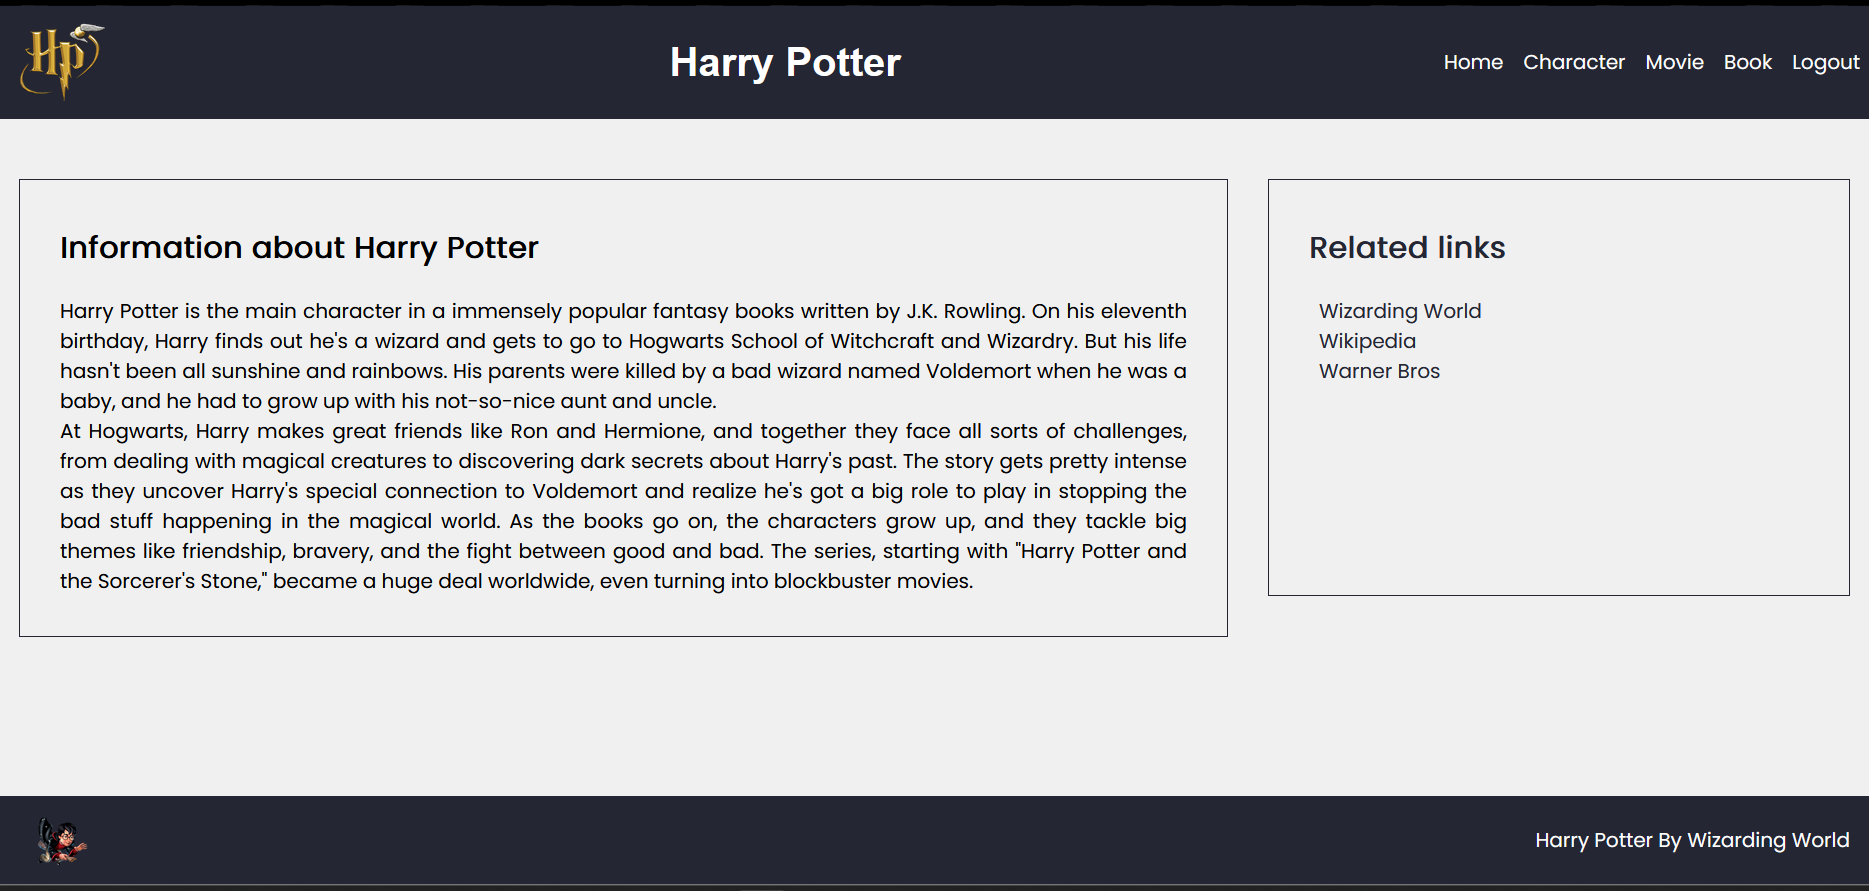 Hp
Harry Potter
Home Character Movie Book Logout
Information about Harry Potter
Harry Potter is the main character in a immensely popular fantasy books written by J.K. Rowling. On his eleventh
birthday, Harry finds out he's a wizard and gets to go to Hogwarts School of Witchcraft and Wizardry. But his life
hasn't been all sunshine and rainbows. His parents were killed by a bad wizard named Voldemort when he was a
baby, and he had to grow up with his not-so-nice aunt and uncle.
At Hogwarts, Harry makes great friends like Ron and Hermione, and together they face all sorts of challenges,
from dealing with magical creatures to discovering dark secrets about Harry's past. The story gets pretty intense
as they uncover Harry's special connection to Voldemort and realize he's got a big role to play in stopping the
bad stuff happening in the magical world. As the books go on, the characters grow up, and they tackle big
themes like friendship, bravery, and the fight between good and bad. The series, starting with "Harry Potter and
the Sorcerer's Stone," became a huge deal worldwide, even turning into blockbuster movies.
Related links
Wizarding World
Wikipedia
Warner Bros
Harry Potter By Wizarding World